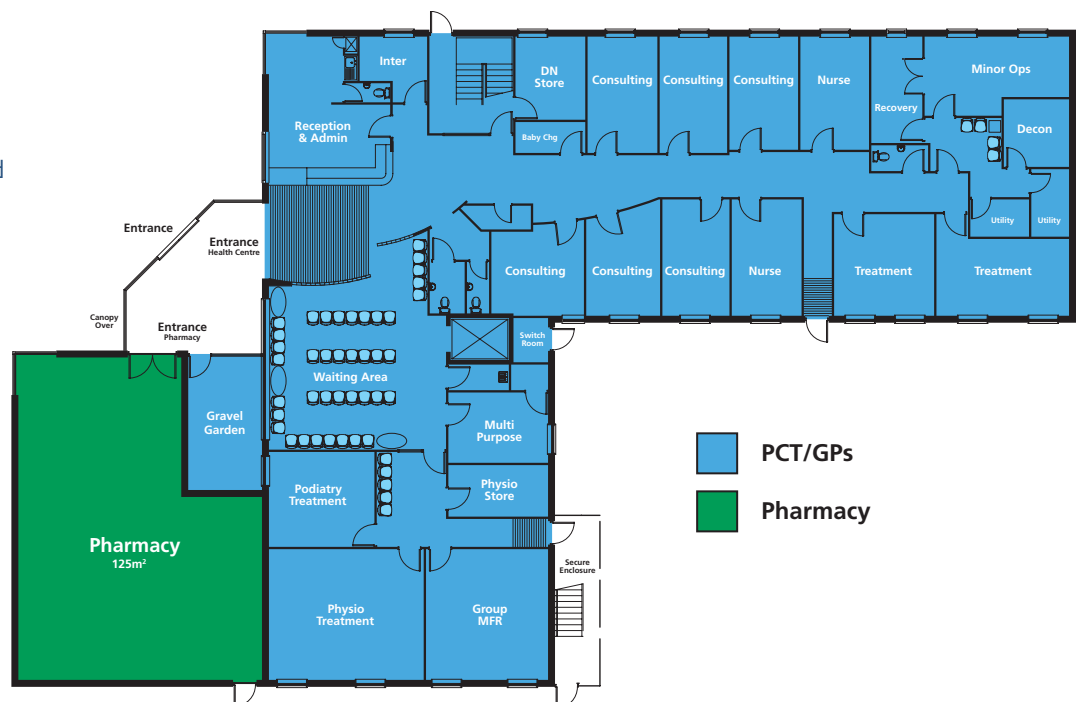 Inter
DN
Store
Consulting
Consulting
Consulting
Nurse
Minor Ops
Recovery
Decon
Reception
& Admin
Baby Chg
Entrance
Entrance
Health Centre
Utility
Utility
Consulting
Consulting
Consulting
Nurse
Treatment
Treatment
Canopy
Over
Entrance
Pharmacy
Switch
Room
Waiting Area
Gravel
Garden
Multi
Purpose
PCT/GPs
Podiatry
Treatment
Physio
Store
Pharmacy
Pharmacy
125m²
Secure
Enclosure
Physio
Treatment
Group
MFR